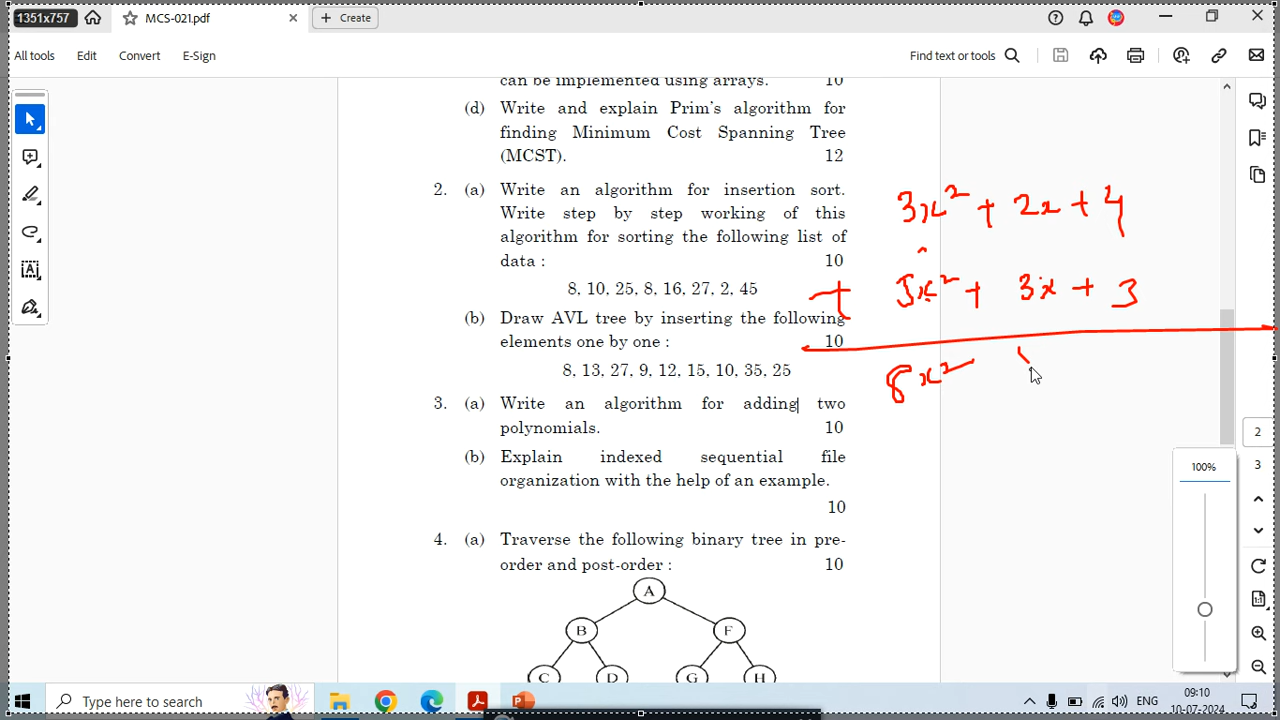 1351x757
MCS-021.pdf
Create
All tools
Edit
Convert
E-Sign
Find text or tools
can be implemented using arrays. 10
(d) Write and explain Prim's algorithm for
finding Minimum Cost Spanning Tree
(MCST). 12
2. (a) Write an algorithm for insertion sort.
Write step by step working of this
algorithm for sorting the following list of
data : 10
8, 10, 25, 8, 16, 27, 2, 45
(b) Draw AVL tree by inserting the following
elements one by one : 10
8, 13, 27, 9, 12, 15, 10, 35, 25
3. (a) Write an algorithm for adding two
polynomials. 10
(b) Explain indexed sequential file
organization with the help of an example.
10
4. (a) Traverse the following binary tree in pre-
order and post-order : 10
A
B F
C D G H
3x² + 2x + 4
+ 5x² + 3x + 3
8x²
2
3
100%
Type here to search
ENG
09:10
10-07-2024